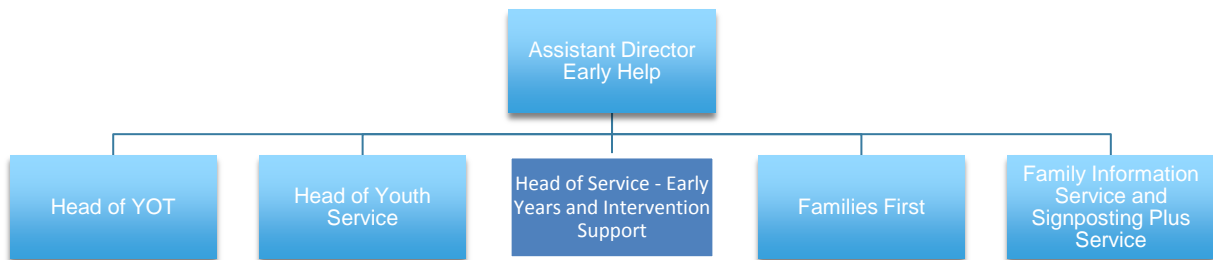 Assistant Director
Early Help
Head of YOT
Head of Youth
Service
Head of Service - Early
Years and Intervention
Support
Families First
Family Information
Service and
Signposting Plus
Service